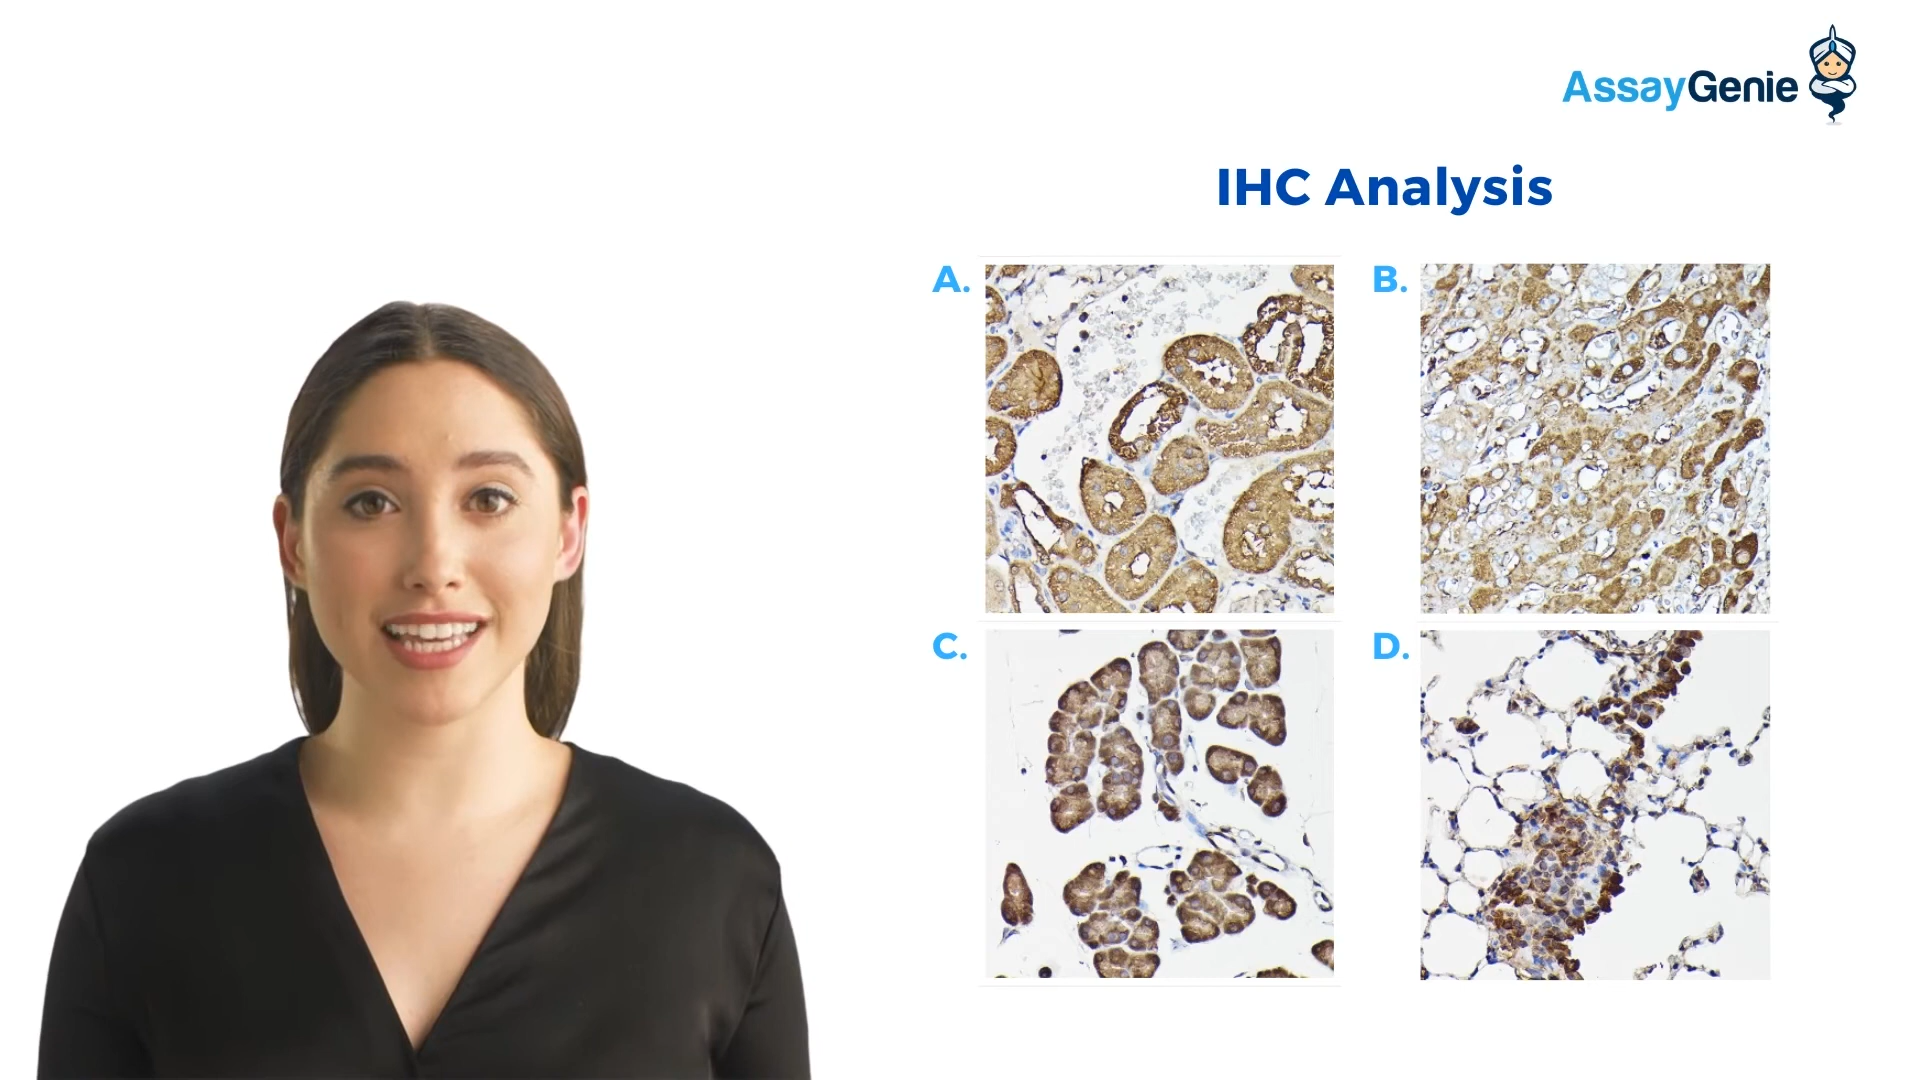 AssayGenie
IHC Analysis
A.
B.
C.
D.